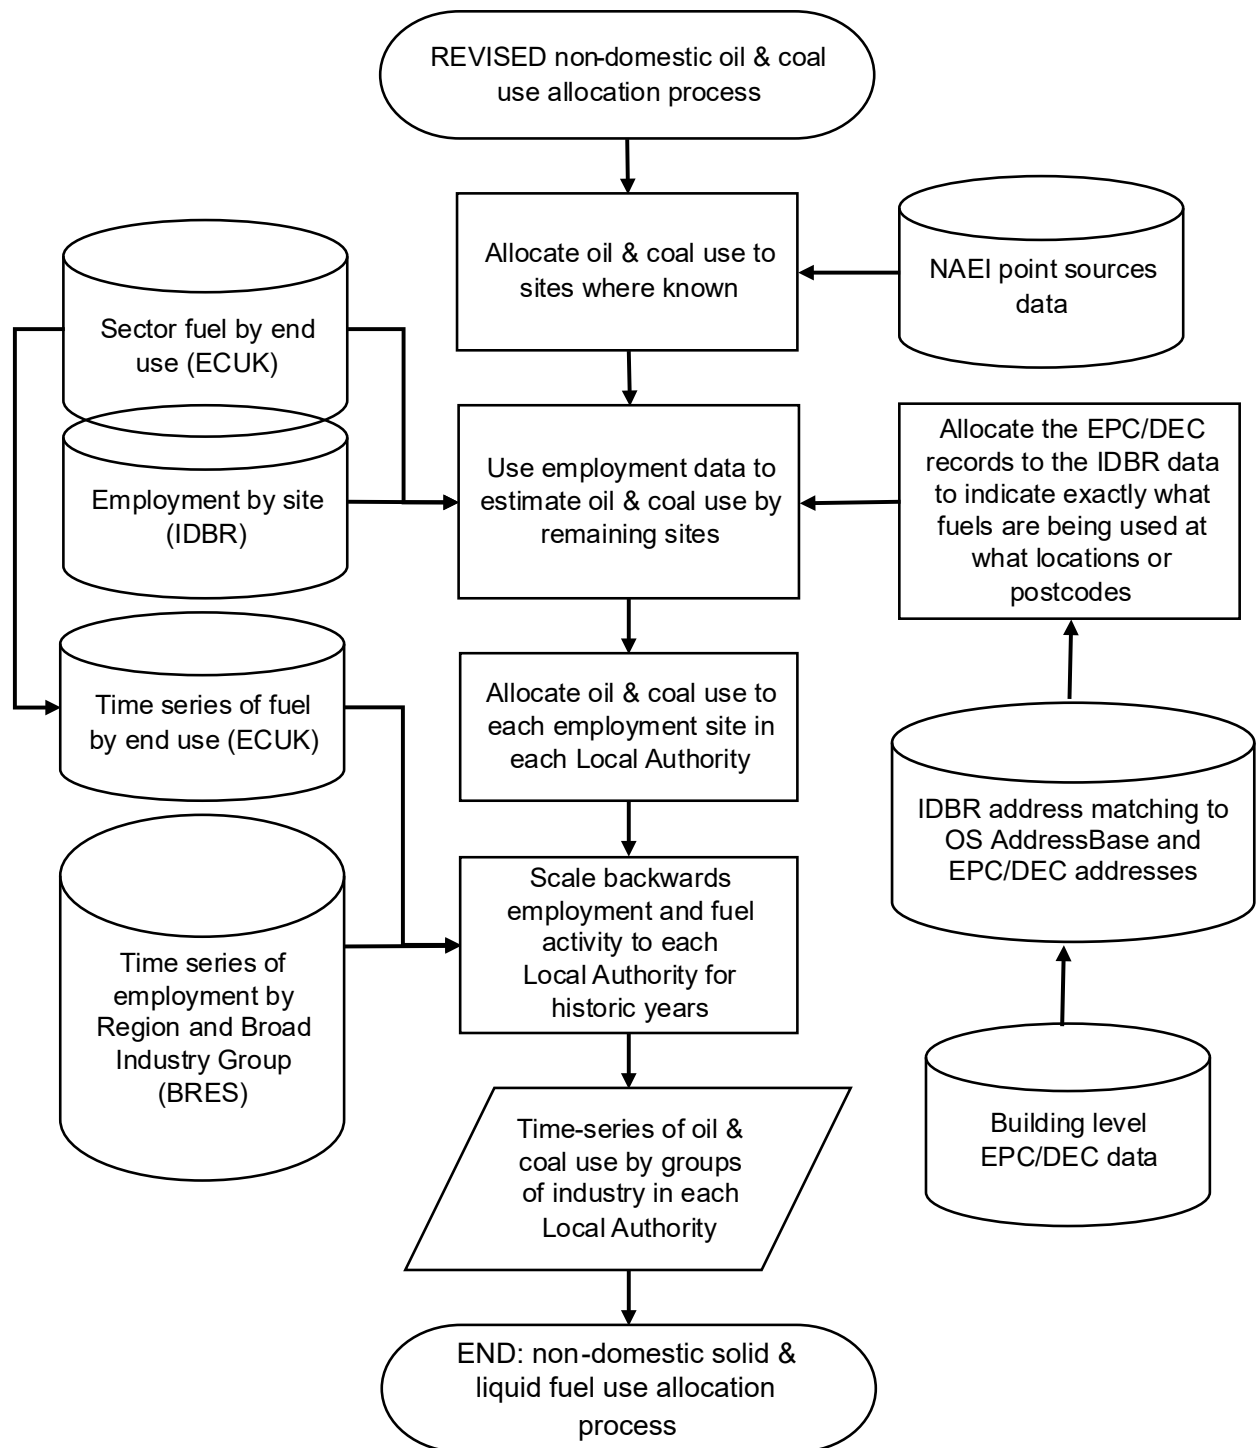 REVISED non-domestic oil & coal
use allocation process
Allocate oil & coal use to
sites where known
NAEI point sources
data
Sector fuel by end
use (ECUK)
Employment by site
(IDBR)
Use employment data to
estimate oil & coal use by
remaining sites
Allocate the EPC/DEC
records to the IDBR data
to indicate exactly what
fuels are being used at
what locations or
postcodes
Time series of fuel
by end use (ECUK)
Allocate oil & coal use to
each employment site in
each Local Authority
IDBR address matching to
OS AddressBase and
EPC/DEC addresses
Time series of
employment by
Region and Broad
Industry Group
(BRES)
Scale backwards
employment and fuel
activity to each
Local Authority for
historic years
Building level
EPC/DEC data
Time-series of oil &
coal use by groups
of industry in each
Local Authority
END: non-domestic solid &
liquid fuel use allocation
process